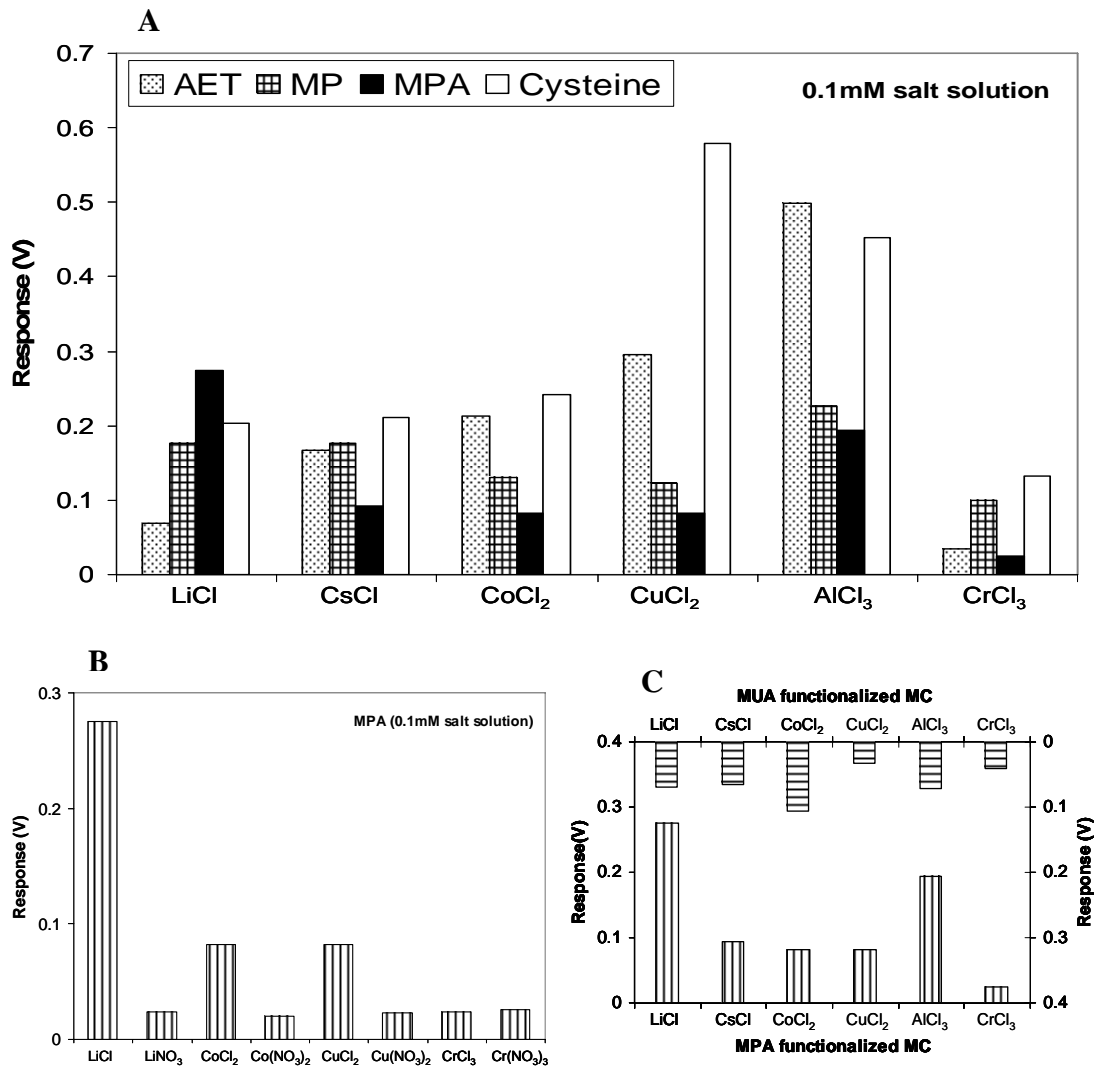 A
0.7
0.6
0.5
0.4
0.3
0.2
0.1
0
Response (V)
AET MP MPA Cysteine
0.1mM salt solution
LiCl CsCl CoCl₂ CuCl₂ AlCl₃ CrCl₃
B
0.3
0.2
0.1
0
Response (V)
MPA (0.1mM salt solution)
LiCl LiNO₃ CoCl₂ Co(NO₃)₂ CuCl₂ Cu(NO₃)₂ CrCl₃ Cr(NO₃)₃
C
MUA functionalized MC
LiCl CsCl CoCl₂ CuCl₂ AlCl₃ CrCl₃
0.4 0
0.3 0.1
0.2 0.2
0.1 0.3
0 0.4
Response(V)
Response (V)
LiCl CsCl CoCl₂ CuCl₂ AlCl₃ CrCl₃
MPA functionalized MC